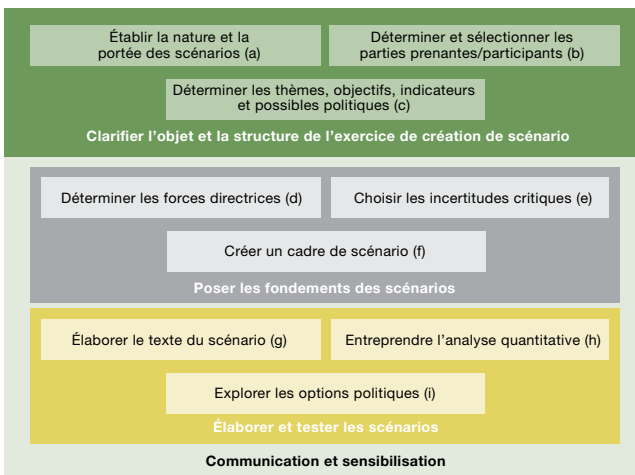 Établir la nature et la
portée des scénarios (a)
Déterminer et sélectionner les
parties prenantes/participants (b)
Déterminer les thèmes, objectifs, indicateurs
et possibles politiques (c)
Clarifier l'objet et la structure de l'exercice de création de scénario
Déterminer les forces directrices (d)
Choisir les incertitudes critiques (e)
Créer un cadre de scénario (f)
Poser les fondements des scénarios
Élaborer le texte du scénario (g)
Entreprendre l'analyse quantitative (h)
Explorer les options politiques (i)
Élaborer et tester les scénarios
Communication et sensibilisation